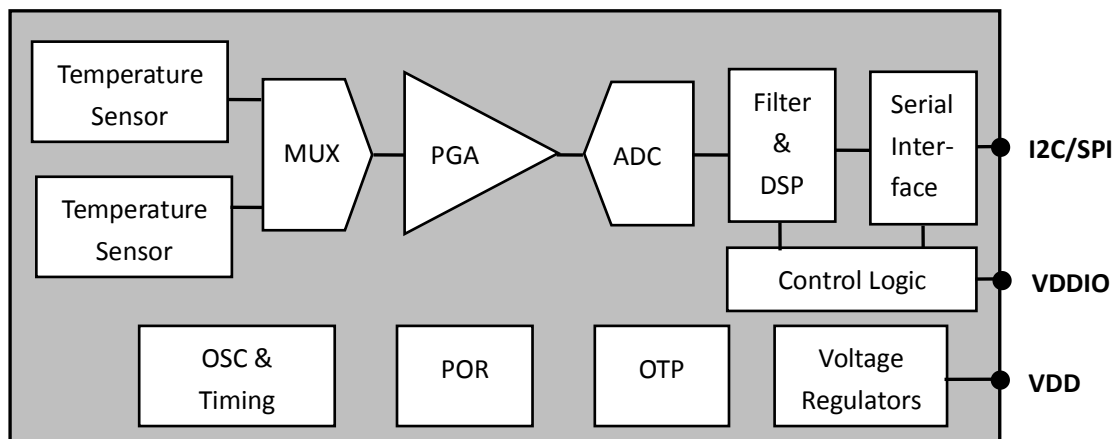 Temperature
Sensor
Temperature
Sensor
MUX
PGA
ADC
Filter
&
DSP
Serial
Inter-
face
I2C/SPI
Control Logic
VDDIO
OSC &
Timing
POR
OTP
Voltage
Regulators
VDD